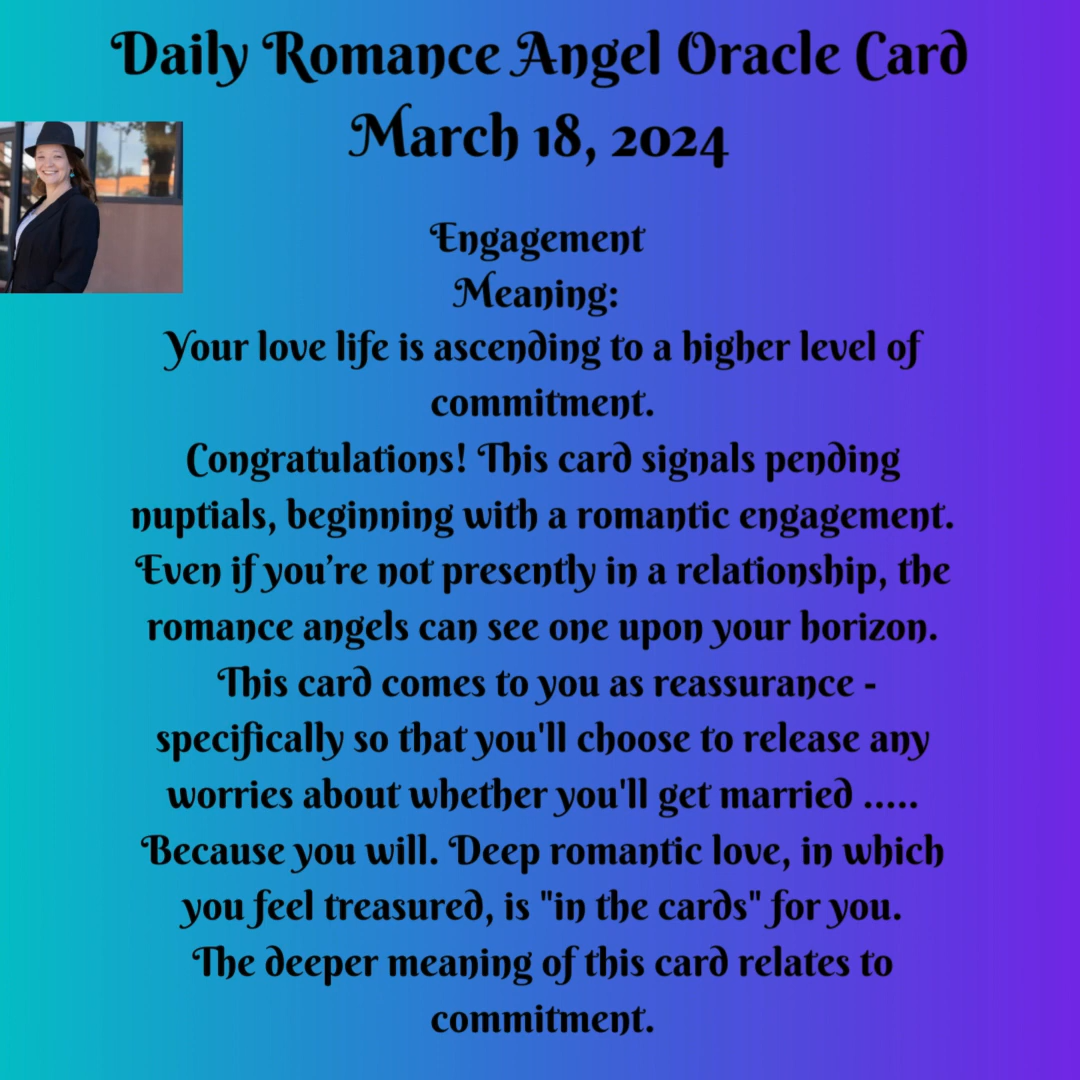 Daily Romance Angel Oracle Card
March 18, 2024
Engagement
Meaning:
Your love life is ascending to a higher level of
commitment.
Congratulations! This card signals pending
nuptials, beginning with a romantic engagement.
Even if you’re not presently in a relationship, the
romance angels can see one upon your horizon.
This card comes to you as reassurance -
specifically so that you'll choose to release any
worries about whether you'll get married .....
Because you will. Deep romantic love, in which
you feel treasured, is "in the cards" for you.
The deeper meaning of this card relates to
commitment.